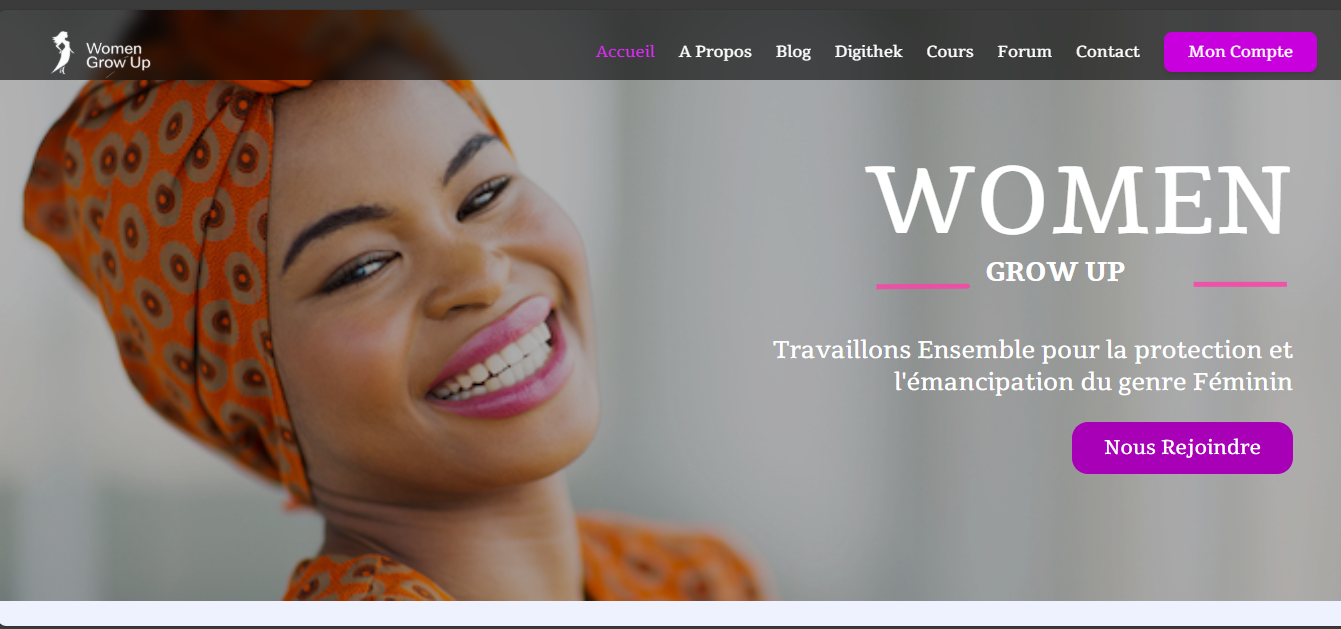 Women
Grow Up
Accueil A Propos Blog Digithek Cours Forum Contact Mon Compte
WOMEN
GROW UP
Travaillons Ensemble pour la protection et
l'émancipation du genre Féminin
Nous Rejoindre